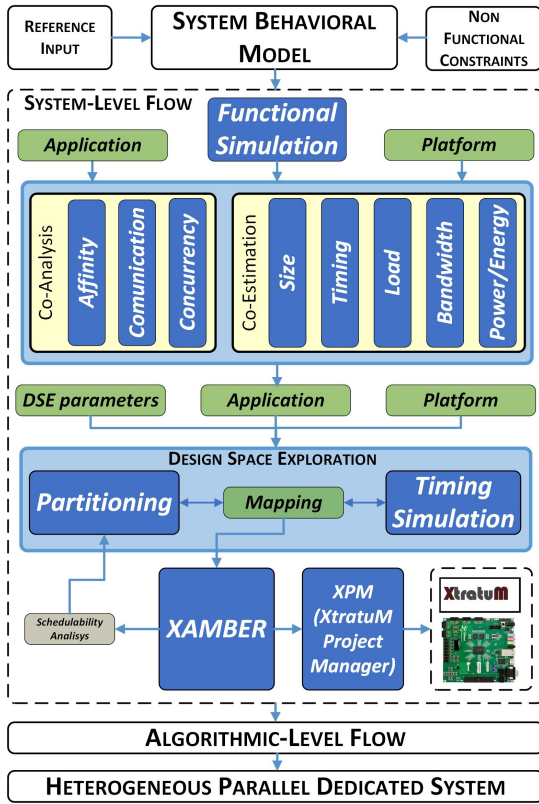 REFERENCE
INPUT
SYSTEM BEHAVIORAL
MODEL
NON
FUNCTIONAL
CONSTRAINTS
SYSTEM-LEVEL FLOW
Functional
Simulation
Application
Platform
Co-Analysis
Affinity
Comunication
Concurrency
Co-Estimation
Size
Timing
Load
Bandwidth
Power/Energy
DSE parameters
Application
Platform
DESIGN SPACE EXPLORATION
Partitioning
Mapping
Timing
Simulation
Schedulability
Analisys
XAMBER
XPM
(XtratuM
Project
Manager)
XtratuM
ALGORITHMIC-LEVEL FLOW
HETEROGENEOUS PARALLEL DEDICATED SYSTEM